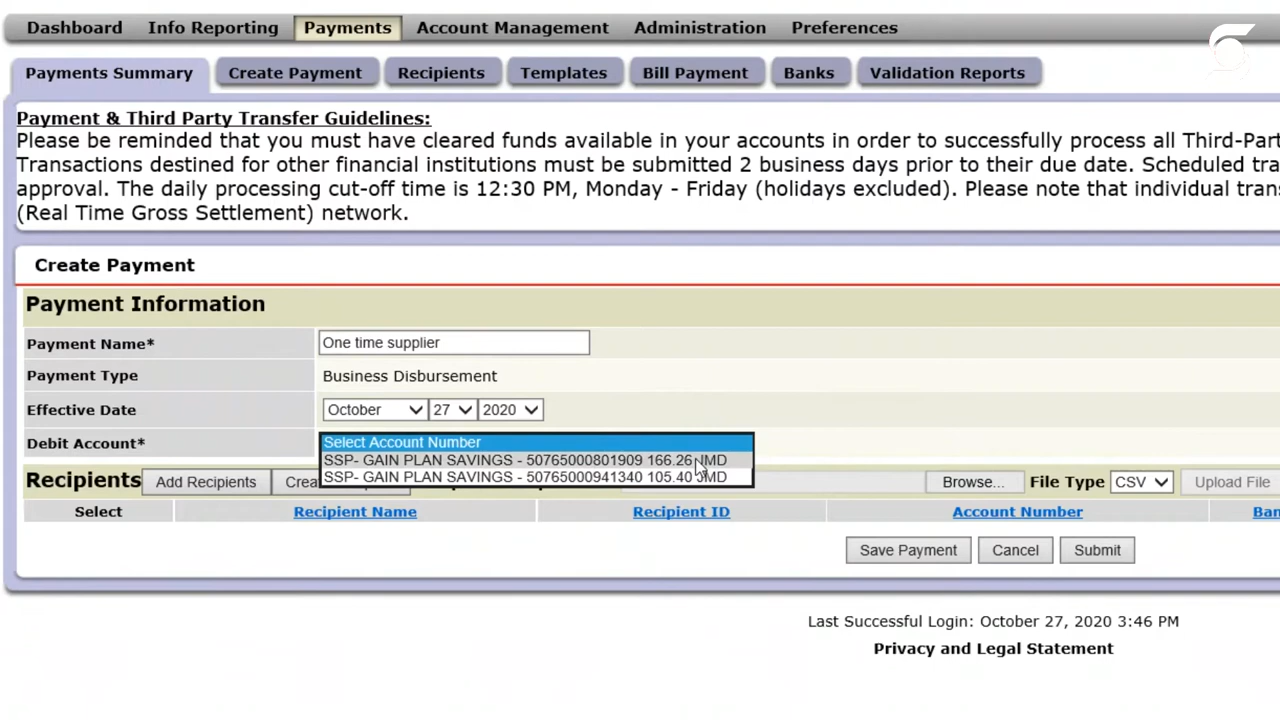 Dashboard Info Reporting Payments Account Management Administration Preferences
Payments Summary Create Payment Recipients Templates Bill Payment Banks Validation Reports
Payment & Third Party Transfer Guidelines:
Please be reminded that you must have cleared funds available in your accounts in order to successfully process all Third-Part
Transactions destined for other financial institutions must be submitted 2 business days prior to their due date. Scheduled tra
approval. The daily processing cut-off time is 12:30 PM, Monday - Friday (holidays excluded). Please note that individual trans
(Real Time Gross Settlement) network.
Create Payment
Payment Information
Payment Name* One time supplier
Payment Type Business Disbursement
Effective Date October 27 2020
Debit Account* Select Account Number
SSP- GAIN PLAN SAVINGS - 50765000801909 166.26 JMD
SSP- GAIN PLAN SAVINGS - 50765000941340 105.40 JMD
Recipients Add Recipients Crea Browse... File Type CSV Upload File
Select Recipient Name Recipient ID Account Number Ban
Save Payment Cancel Submit
Last Successful Login: October 27, 2020 3:46 PM
Privacy and Legal Statement